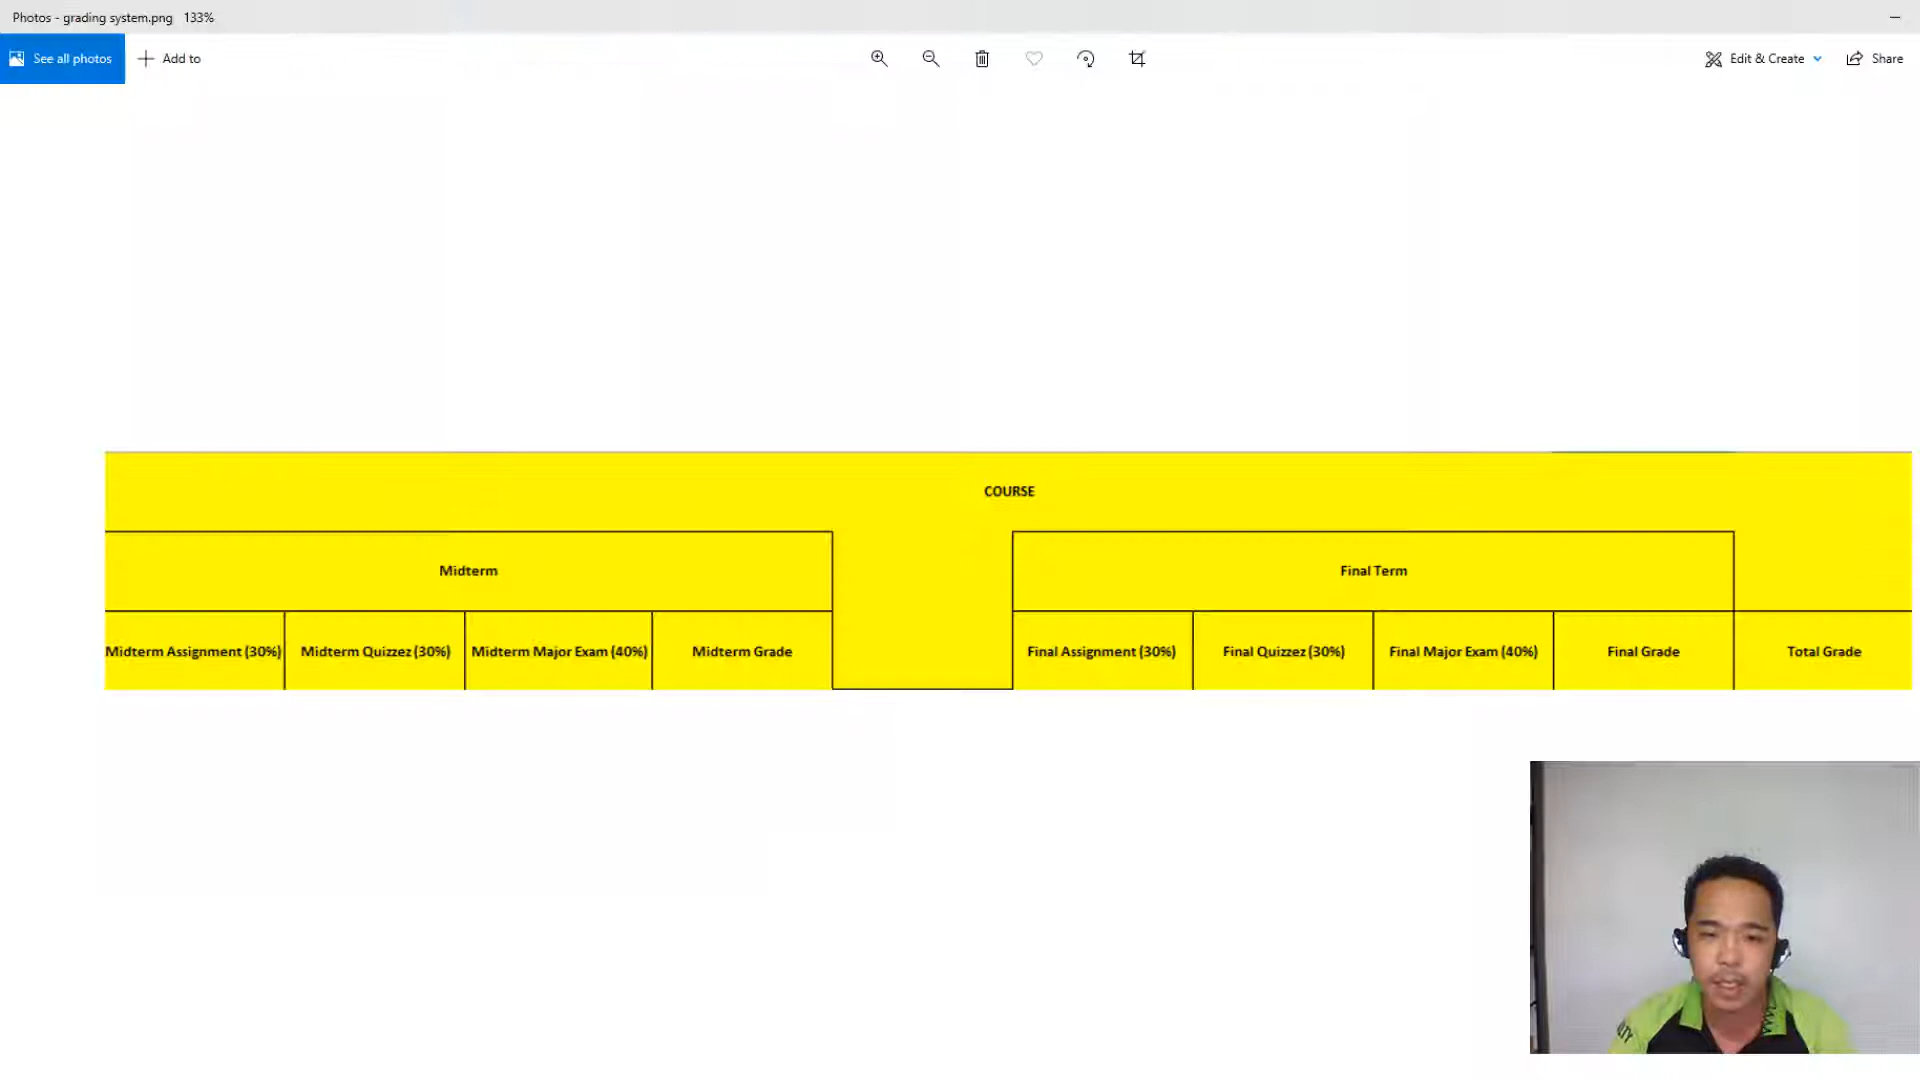 Photos - grading system.png 133%
See all photos
Add to
Edit & Create
Share
COURSE
Midterm
Final Term
Midterm Assignment (30%)
Midterm Quizzez (30%)
Midterm Major Exam (40%)
Midterm Grade
Final Assignment (30%)
Final Quizzez (30%)
Final Major Exam (40%)
Final Grade
Total Grade